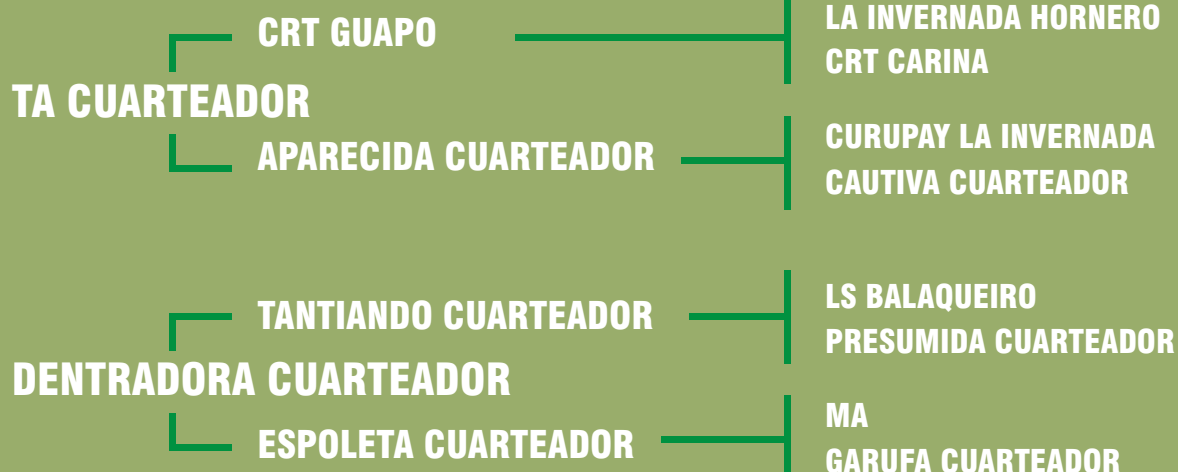 CRT GUAPO
LA INVERNADA HORNERO
CRT CARINA
TA CUARTEADOR
APARECIDA CUARTEADOR
CURUPAY LA INVERNADA
CAUTIVA CUARTEADOR
TANTIANDO CUARTEADOR
LS BALAQUEIRO
PRESUMIDA CUARTEADOR
DENTRADORA CUARTEADOR
ESPOLETA CUARTEADOR
MA
GARUFA CUARTEADOR